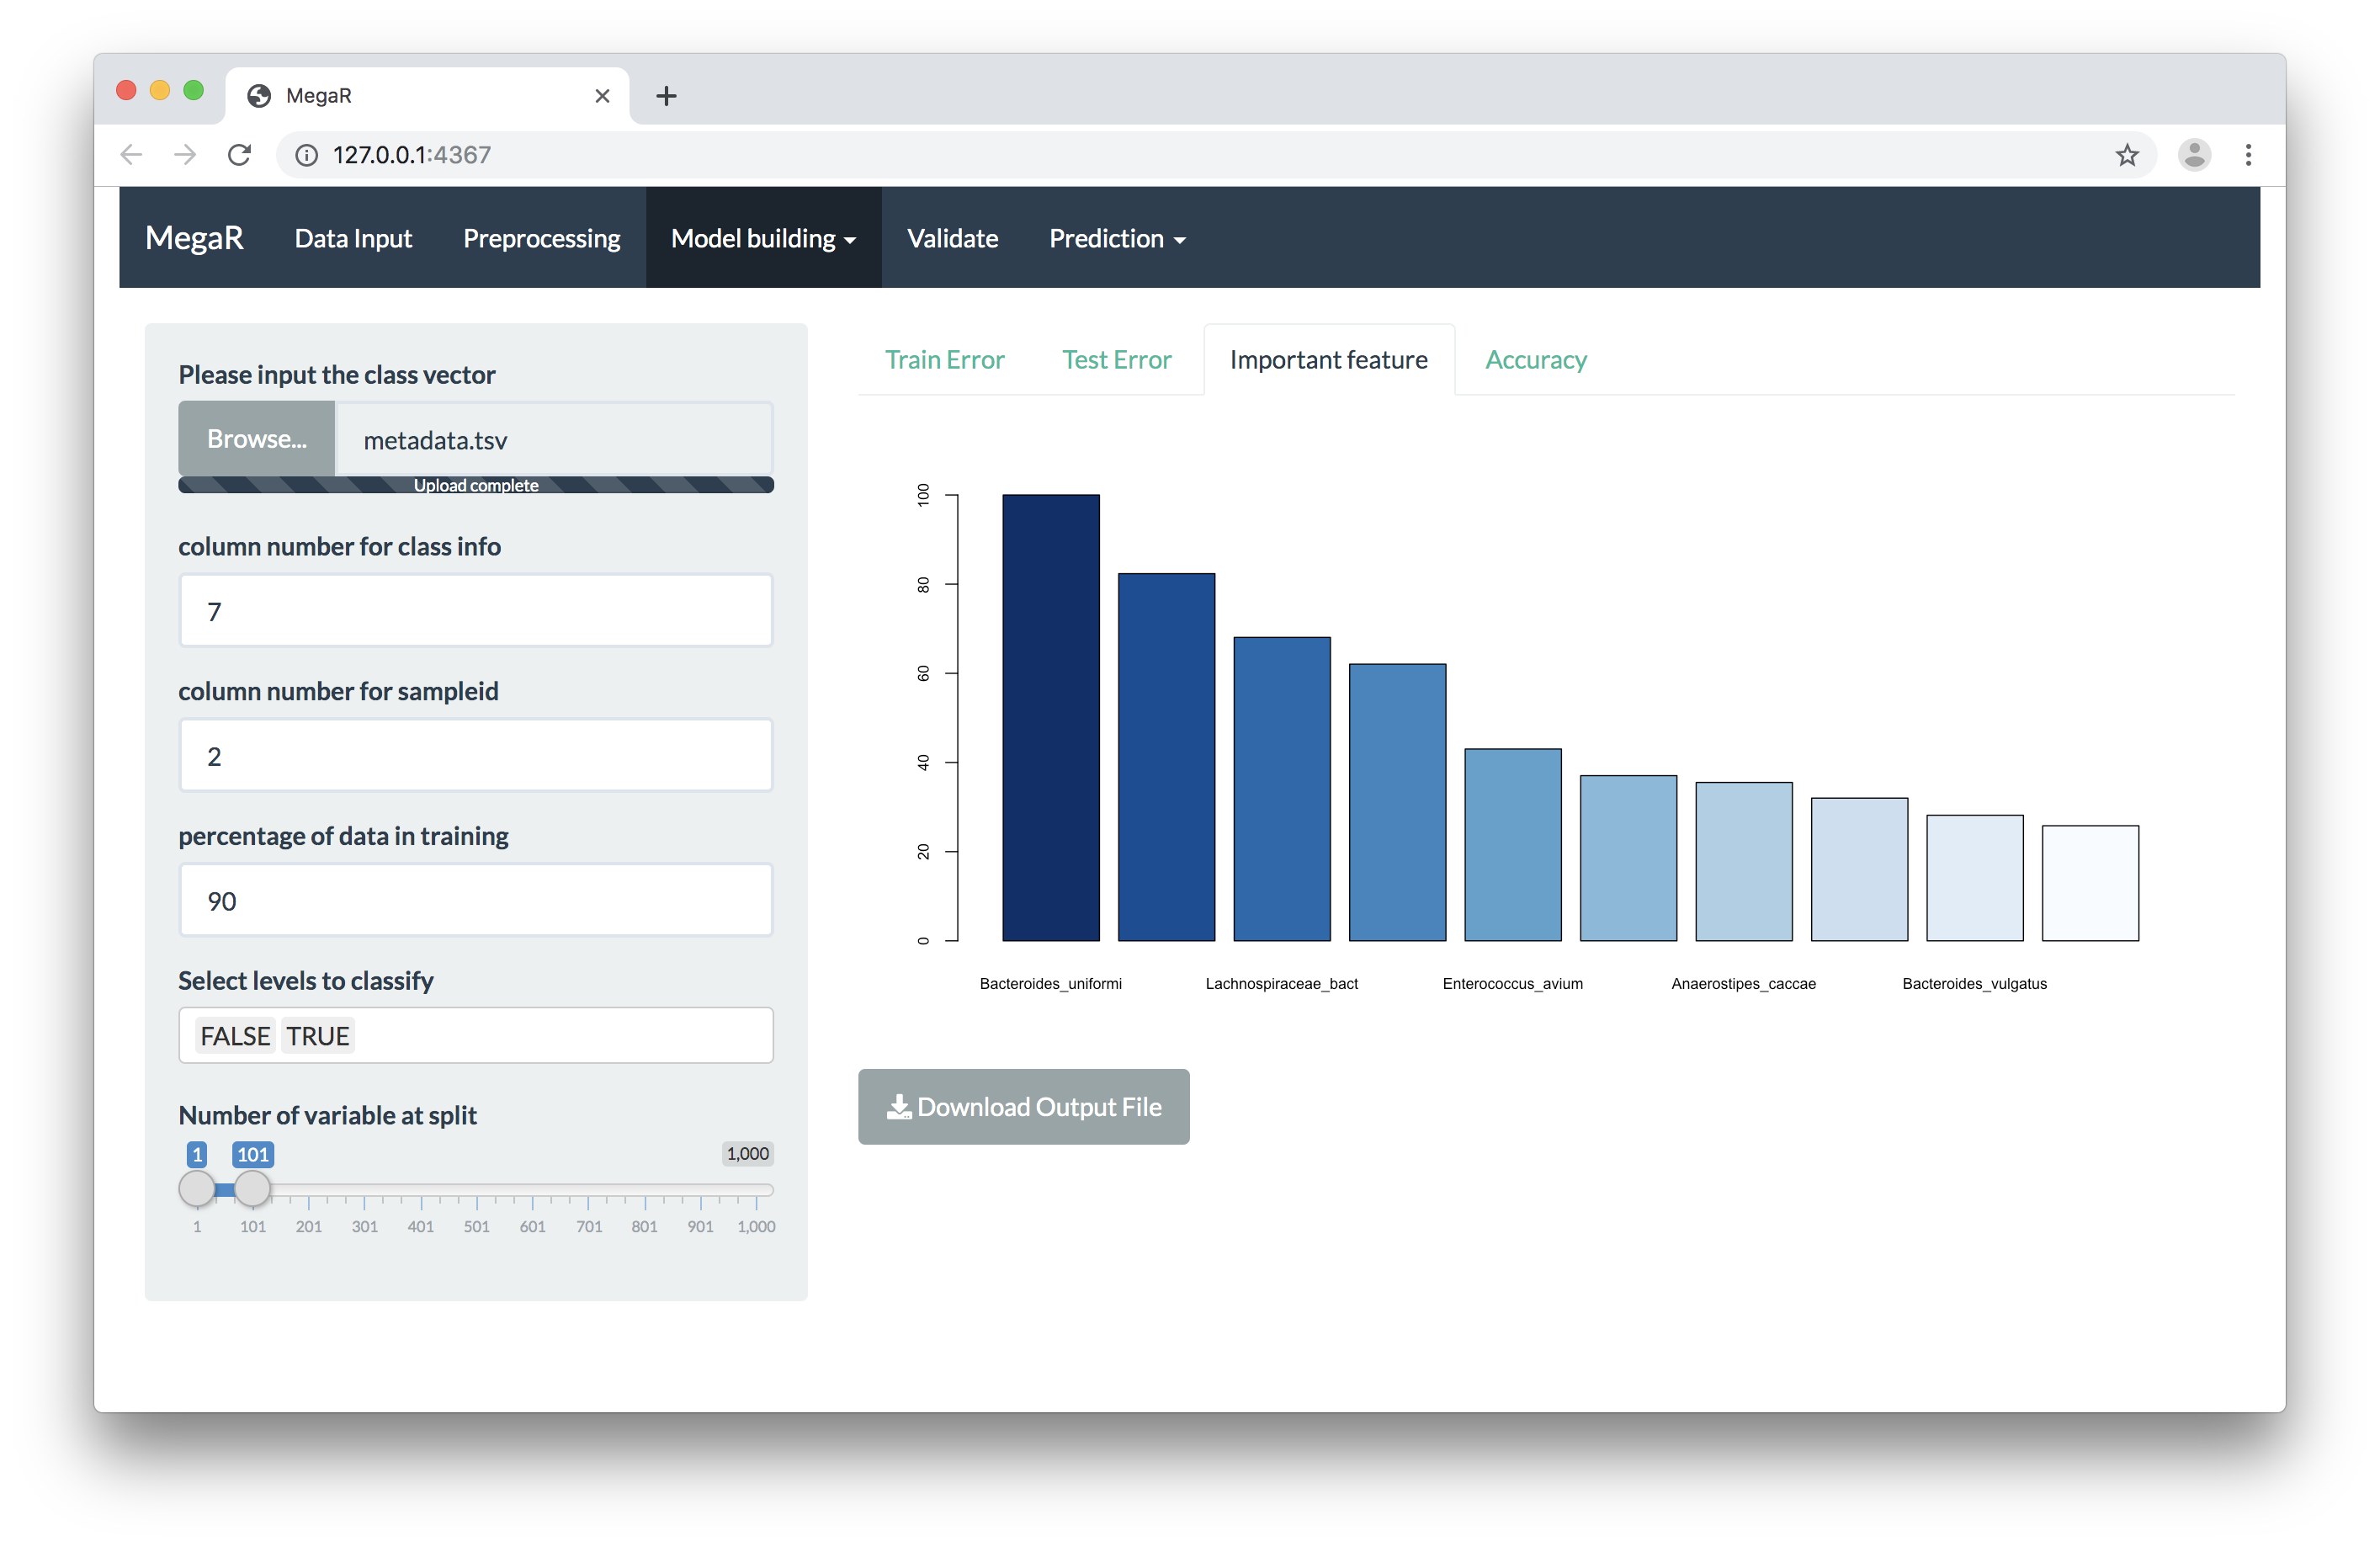 MegaR
127.0.0.1:4367
MegaR Data Input Preprocessing Model building Validate Prediction
Please input the class vector
Browse... metadata.tsv
Upload complete
column number for class info
7
column number for sampleid
2
percentage of data in training
90
Select levels to classify
FALSE TRUE
Number of variable at split
1 101 1,000
1 101 201 301 401 501 601 701 801 901 1,000
Train Error Test Error Important feature Accuracy
100
80
60
40
20
0
Bacteroides_uniformi Lachnospiraceae_bact Enterococcus_avium Anaerostipes_caccae Bacteroides_vulgatus
Download Output File